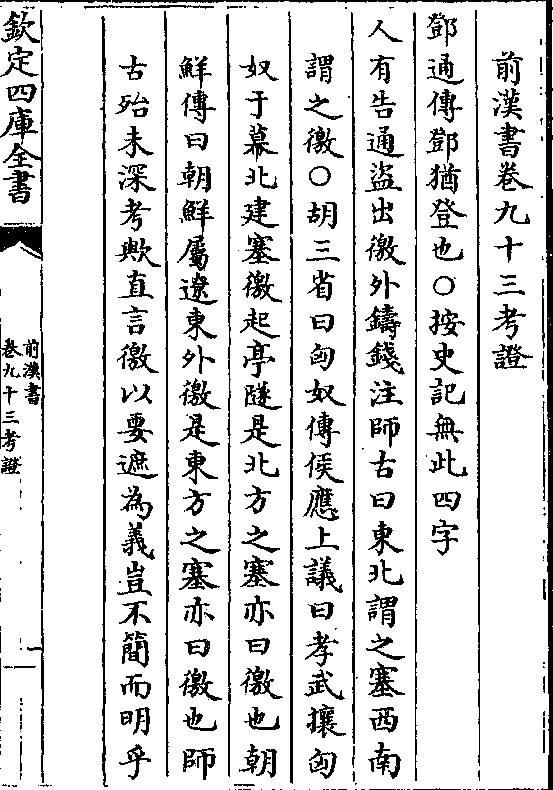 前漢書卷九十三考證
鄧通傳鄧猶登也○按史記無此四字
人有告通盜出徼外鑄錢注師古曰東北謂之塞西南
謂之徼○胡三省曰匈奴傳侯應上議曰孝武攘匈
奴于幕北建塞徼起亭隧是北方之塞亦曰徼也朝
鮮傳曰朝鮮屬遼東外徼是東方之塞亦曰徼也師
古殆未深考歟直言徼以要遮為義豈不簡而明乎
欽定四庫全書
前漢書
卷九十三考證
一